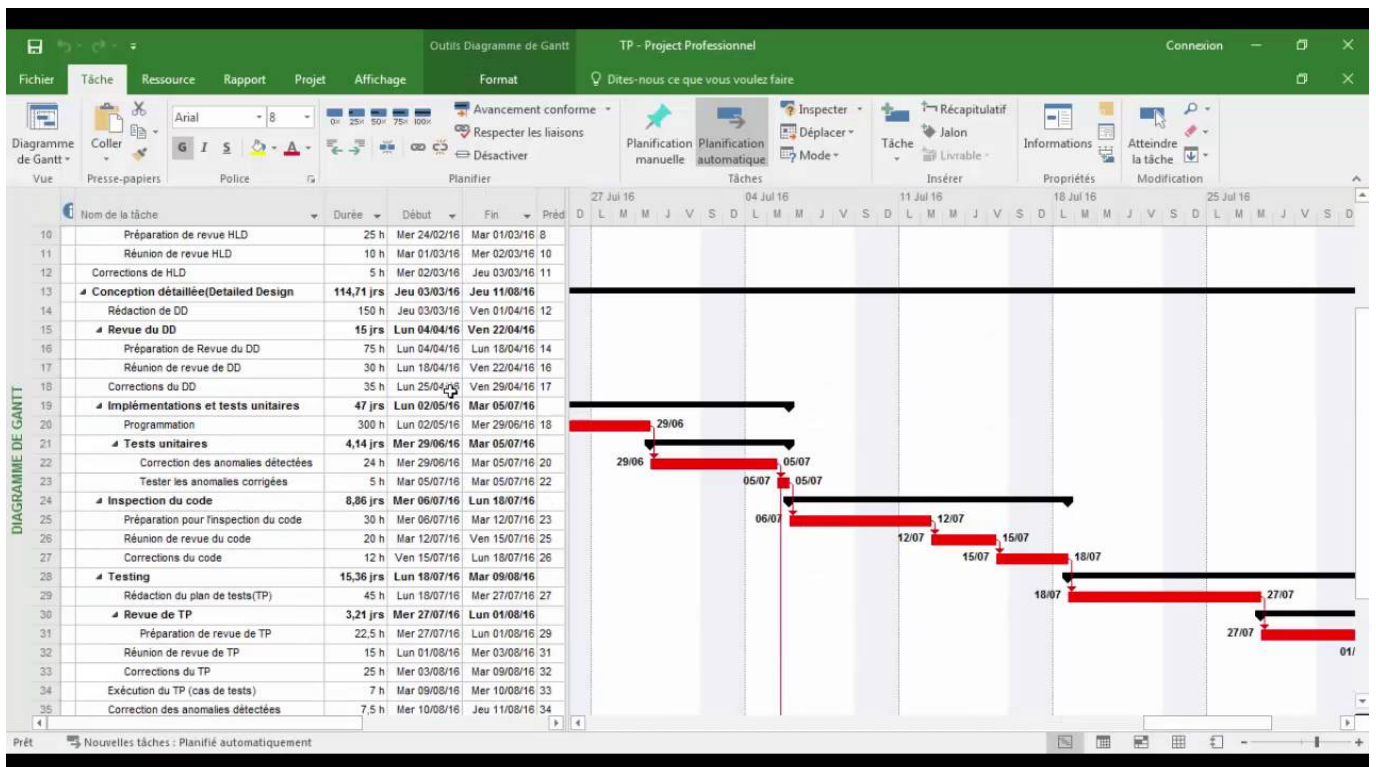 Outils Diagramme de Gantt TP - Project Professionnel Connexion
Fichier Tâche Ressource Rapport Projet Affichage Format Dites-nous ce que vous voulez faire
Diagramme de Gantt
Vue
Coller
Presse-papiers
Arial 8
G I S A
Police
0% 25% 50% 75% 100%
Avancement conforme
Respecter les liaisons
Désactiver
Planifier
Planification manuelle
Planification automatique
Inspecter
Déplacer
Mode
Tâches
Tâche
Récapitulatif
Jalon
Livrable
Insérer
Informations
Propriétés
Atteindre la tâche
Modification
27 Jui 16 04 Jul 16 11 Jul 16 18 Jul 16 25 Jul 16
Nom de la tâche Durée Début Fin Préd
D L M M J V S D L M M J V S D L M M J V S D L M M J V S D L M M J V S D
10 Préparation de revue HLD 25 h Mer 24/02/16 Mar 01/03/16 8
11 Réunion de revue HLD 10 h Mar 01/03/16 Mer 02/03/16 10
12 Corrections de HLD 5 h Mer 02/03/16 Jeu 03/03/16 11
13 Conception détaillée(Detailed Design 114,71 jrs Jeu 03/03/16 Jeu 11/08/16
14 Rédaction de DD 150 h Jeu 03/03/16 Ven 01/04/16 12
15 Revue du DD 15 jrs Lun 04/04/16 Ven 22/04/16
16 Préparation de Revue du DD 75 h Lun 04/04/16 Lun 18/04/16 14
17 Réunion de revue de DD 30 h Lun 18/04/16 Ven 22/04/16 16
18 Corrections du DD 35 h Lun 25/04/16 Ven 29/04/16 17
19 Implémentations et tests unitaires 47 jrs Lun 02/05/16 Mar 05/07/16
20 Programmation 300 h Lun 02/05/16 Mer 29/06/16 18 29/06
21 Tests unitaires 4,14 jrs Mer 29/06/16 Mar 05/07/16
22 Correction des anomalies détectées 24 h Mer 29/06/16 Mar 05/07/16 20 29/06 05/07
23 Tester les anomalies corrigées 5 h Mar 05/07/16 Mar 05/07/16 22 05/07 05/07
24 Inspection du code 8,86 jrs Mer 06/07/16 Lun 18/07/16
25 Préparation pour l'inspection du code 30 h Mer 06/07/16 Mar 12/07/16 23 06/07 12/07
26 Réunion de revue du code 20 h Mar 12/07/16 Ven 15/07/16 25 12/07 15/07
27 Corrections du code 12 h Ven 15/07/16 Lun 18/07/16 26 15/07 18/07
28 Testing 15,36 jrs Lun 18/07/16 Mar 09/08/16
29 Rédaction du plan de tests(TP) 45 h Lun 18/07/16 Mer 27/07/16 27 18/07 27/07
30 Revue de TP 3,21 jrs Mer 27/07/16 Lun 01/08/16
31 Préparation de revue de TP 22,5 h Mer 27/07/16 Lun 01/08/16 29 27/07
32 Réunion de revue de TP 15 h Lun 01/08/16 Mer 03/08/16 31 01/
33 Corrections du TP 25 h Mer 03/08/16 Mar 09/08/16 32
34 Exécution du TP (cas de tests) 7 h Mar 09/08/16 Mer 10/08/16 33
35 Correction des anomalies détectées 7,5 h Mer 10/08/16 Jeu 11/08/16 34
DIAGRAMME DE GANTT
Prêt Nouvelles tâches : Planifié automatiquement